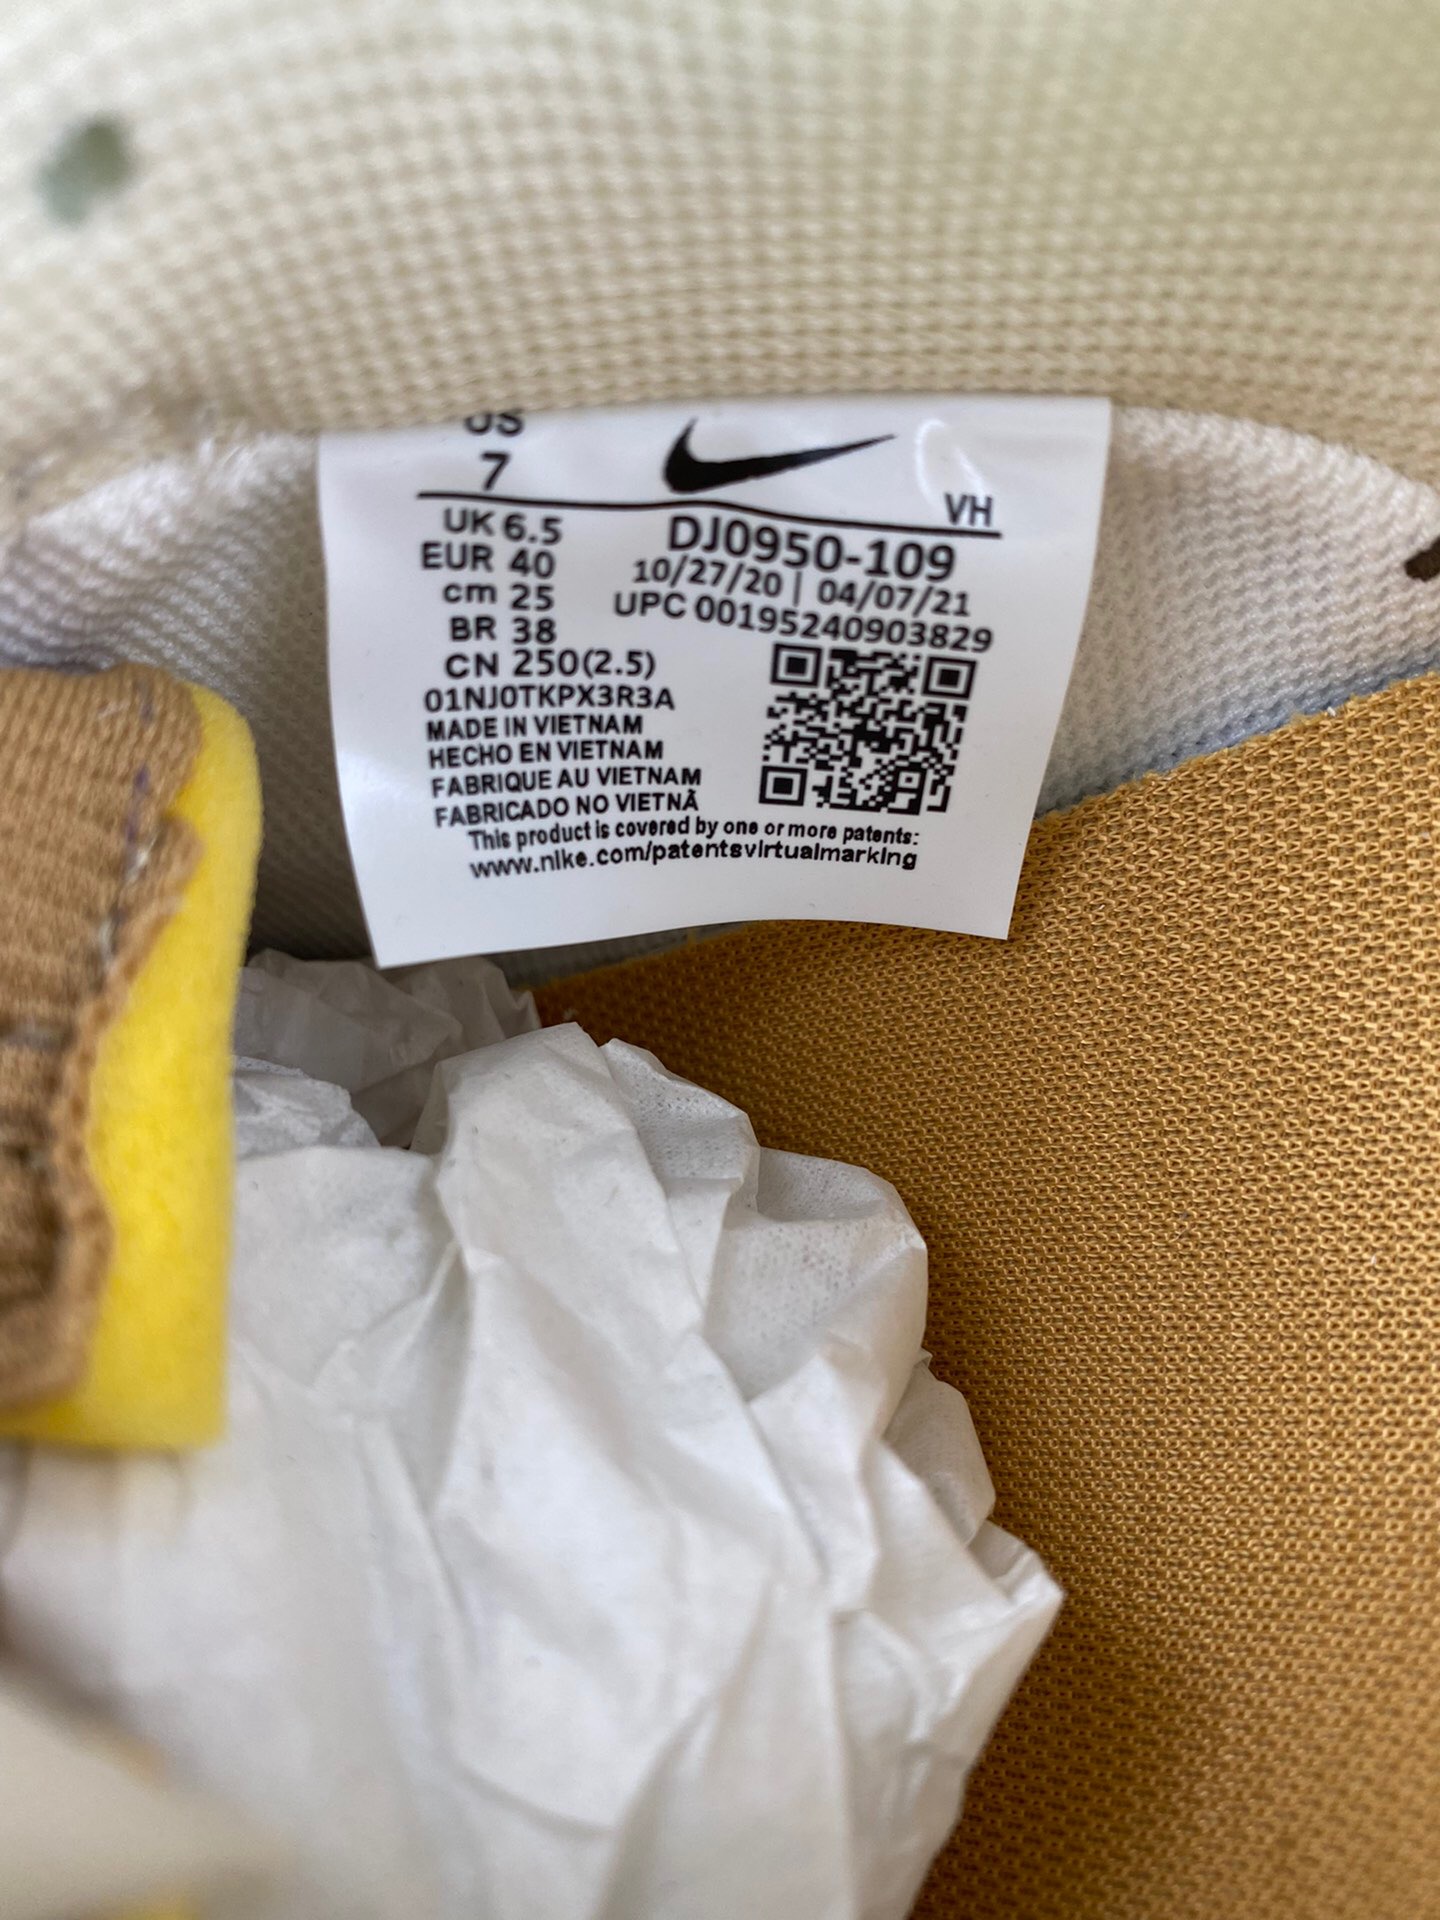 US
7
VH
UK 6.5
EUR 40
cm 25
BR 38
CN 250(2.5)
DJ0950-109
10/27/20 | 04/07/21
UPC 00195240903829
01NJ0TKPX3R3A
MADE IN VIETNAM
HECHO EN VIETNAM
FABRIQUE AU VIETNAM
FABRICADO NO VIETNÃ
This product is covered by one or more patents:
www.nike.com/patentsvirtualmarking